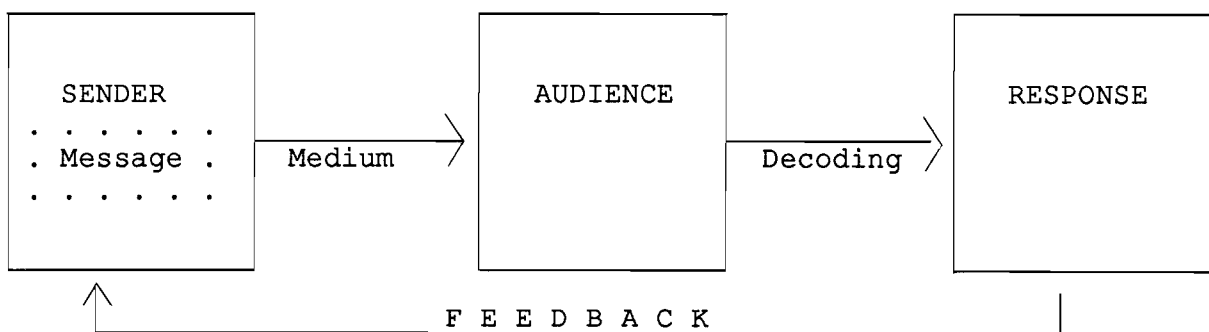 SENDER
. . . . . .
. Message .
. . . . . .
Medium
AUDIENCE
Decoding
RESPONSE
F E E D B A C K